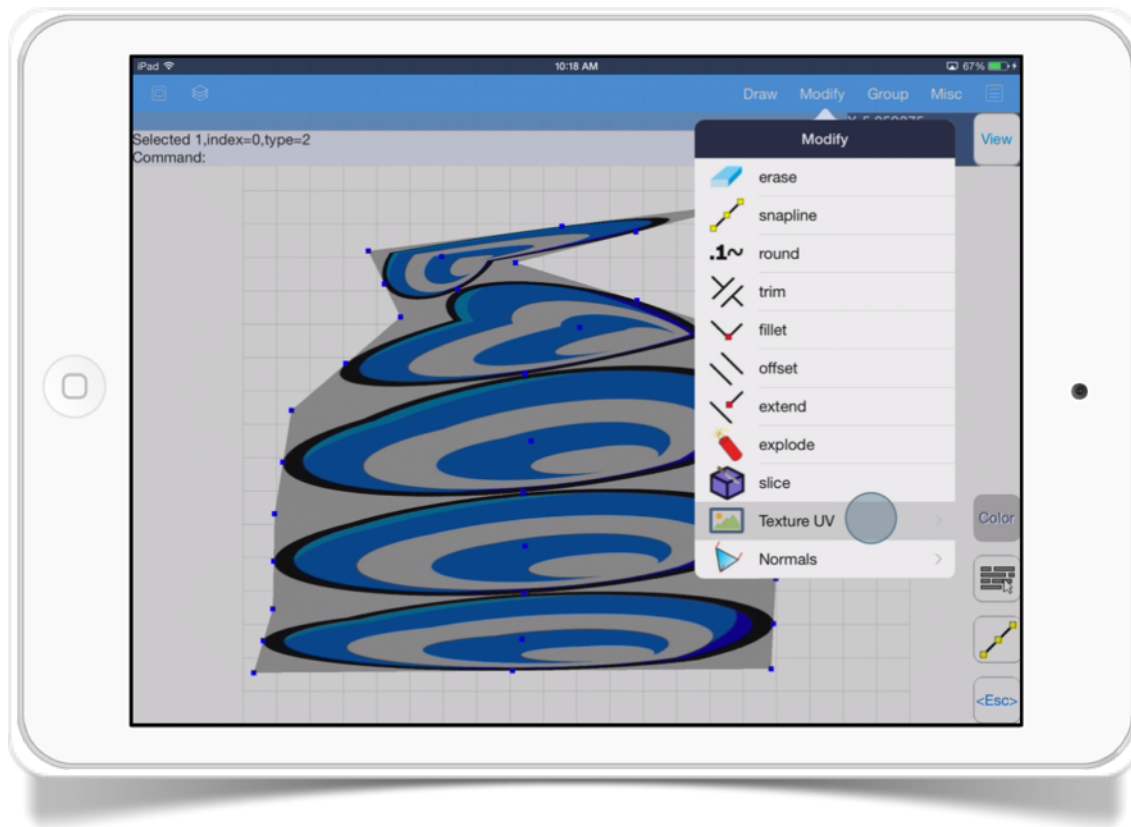 iPad 10:18 AM 67%
Draw Modify Group Misc
Selected 1,index=0,type=2
Command:
View
Modify
erase
snapline
.1~ round
trim
fillet
offset
extend
explode
slice
Texture UV
Normals
Color
<Esc>